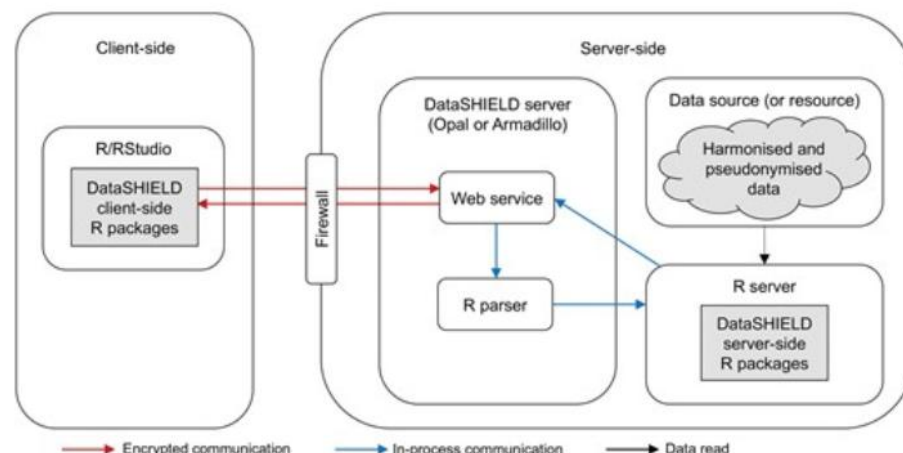 Client-side
R/RStudio
DataSHIELD
client-side
R packages
Firewall
Server-side
DataSHIELD server
(Opal or Armadillo)
Web service
R parser
Data source (or resource)
Harmonised and
pseudonymised
data
R server
DataSHIELD
server-side
R packages
Encrypted communication
In-process communication
Data read